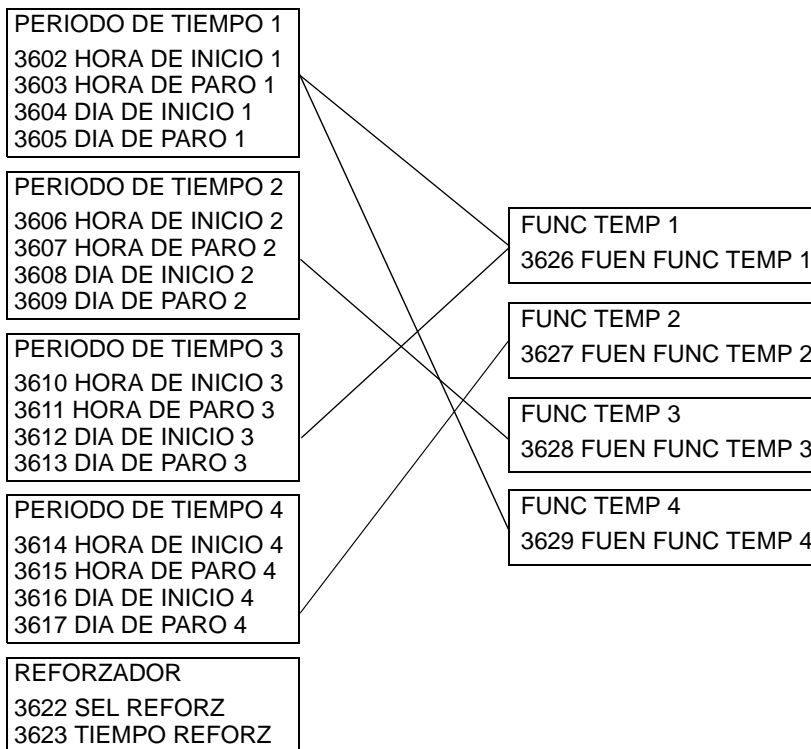 PERIODO DE TIEMPO 1
3602 HORA DE INICIO 1
3603 HORA DE PARO 1
3604 DIA DE INICIO 1
3605 DIA DE PARO 1
PERIODO DE TIEMPO 2
3606 HORA DE INICIO 2
3607 HORA DE PARO 2
3608 DIA DE INICIO 2
3609 DIA DE PARO 2
PERIODO DE TIEMPO 3
3610 HORA DE INICIO 3
3611 HORA DE PARO 3
3612 DIA DE INICIO 3
3613 DIA DE PARO 3
PERIODO DE TIEMPO 4
3614 HORA DE INICIO 4
3615 HORA DE PARO 4
3616 DIA DE INICIO 4
3617 DIA DE PARO 4
REFORZADOR
3622 SEL REFORZ
3623 TIEMPO REFORZ
FUNC TEMP 1
3626 FUEN FUNC TEMP 1
FUNC TEMP 2
3627 FUEN FUNC TEMP 2
FUNC TEMP 3
3628 FUEN FUNC TEMP 3
FUNC TEMP 4
3629 FUEN FUNC TEMP 4